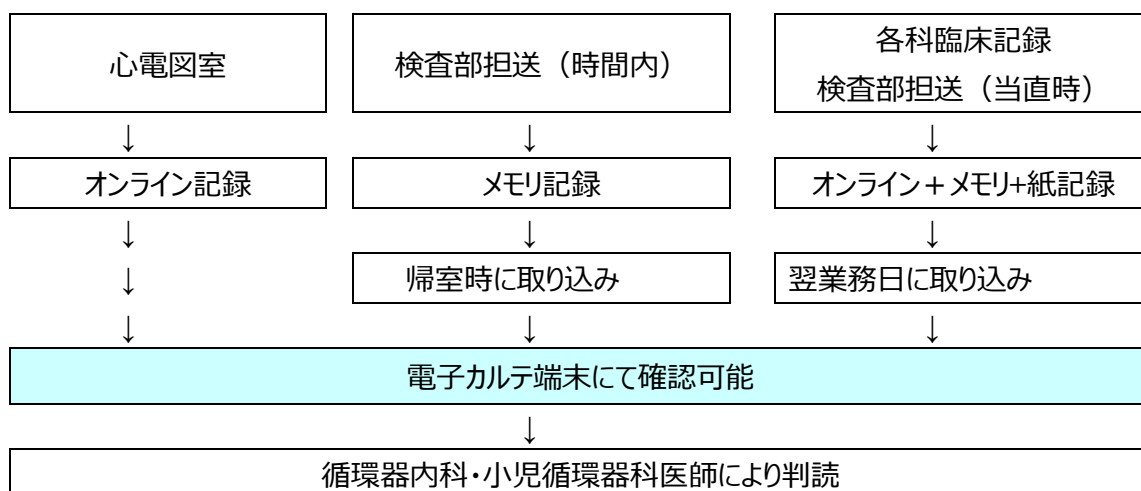 心電図室
検査部担送（時間内）
各科臨床記録
検査部担送（当直時）
↓ ↓ ↓
オンライン記録
メモリ記録
オンライン＋メモリ+紙記録
↓ ↓ ↓
↓
帰室時に取り込み
翌業務日に取り込み
↓ ↓ ↓
電子カルテ端末にて確認可能
↓
循環器内科・小児循環器科医師により判読